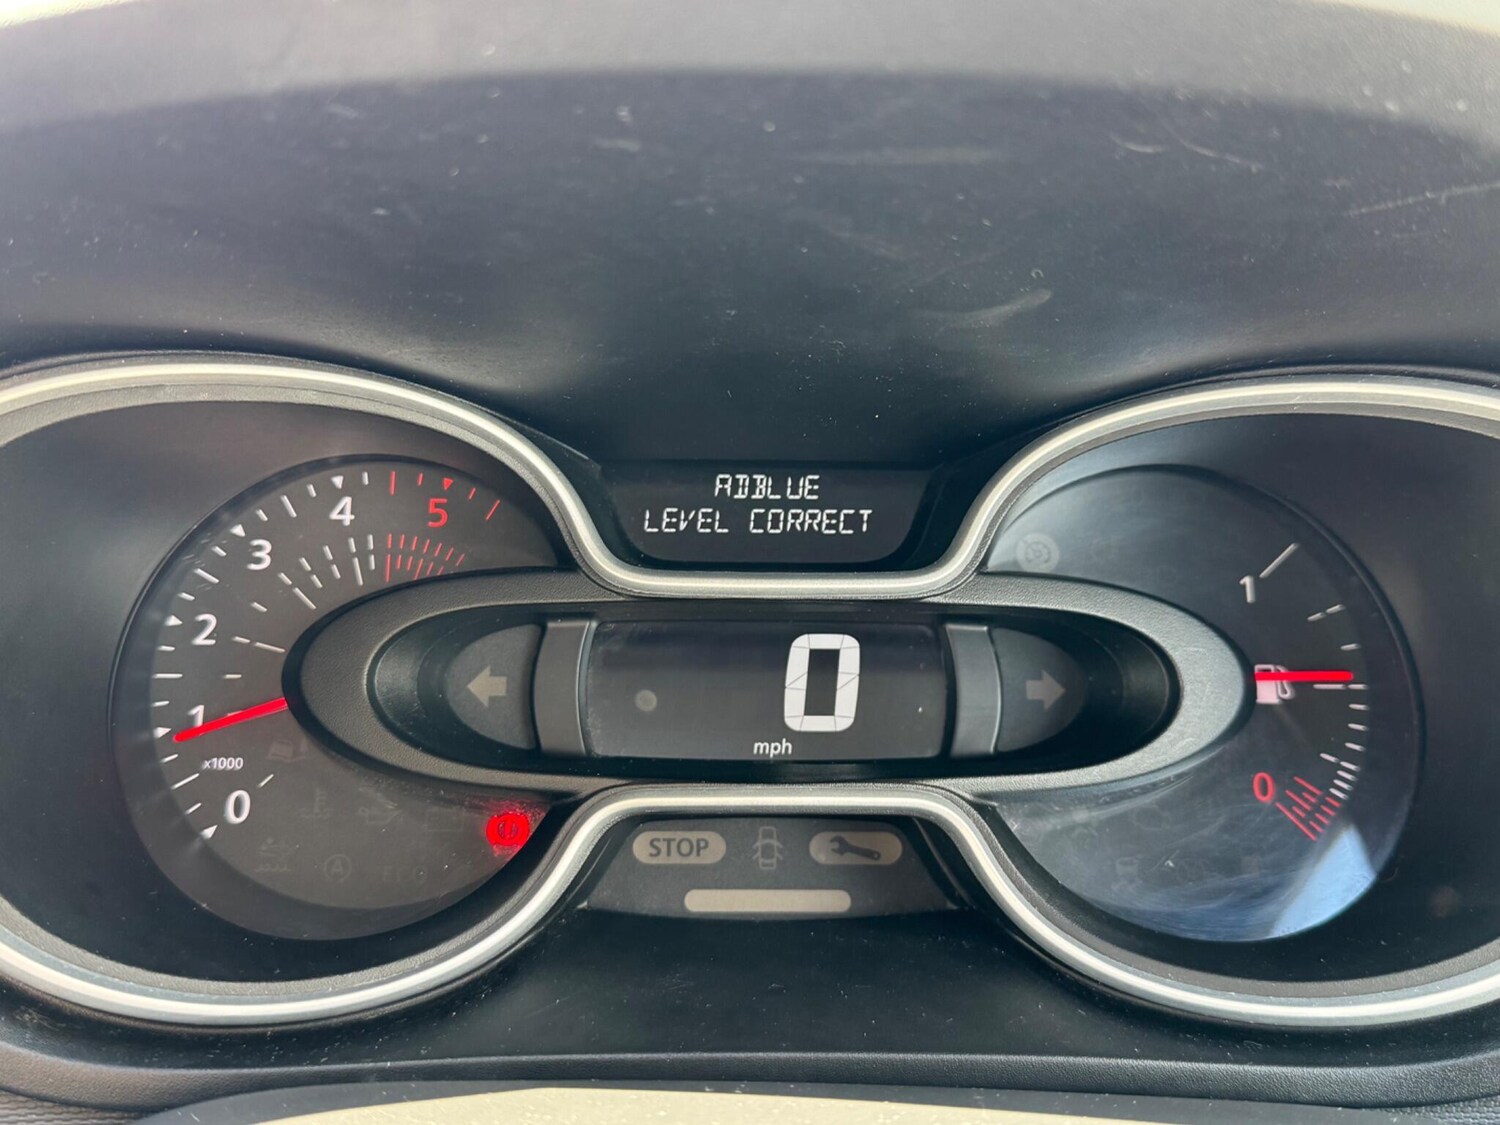 ADBLUE
LEVEL CORRECT
5
4
3
2
1
x1000
0
0
mph
1
0
STOP